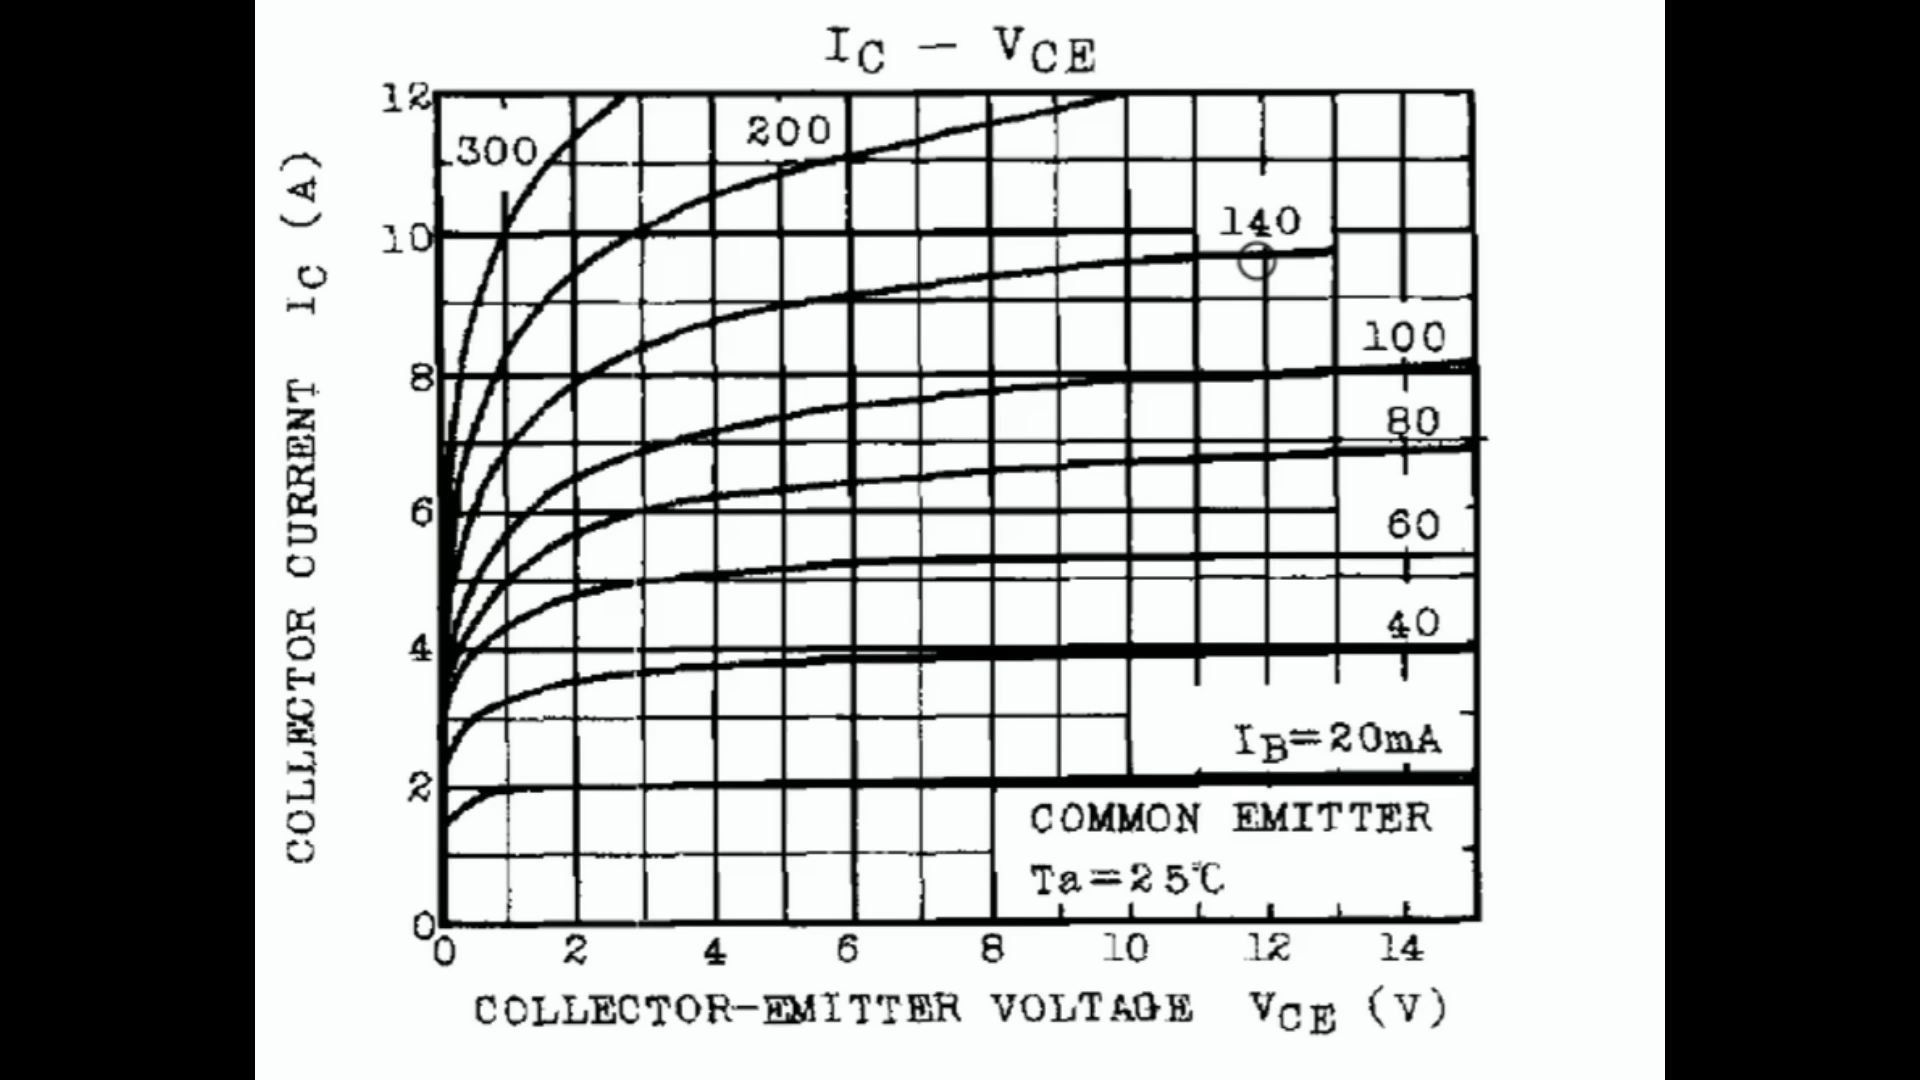 IC — VCE
12
300
200
COLLECTOR CURRENT IC (A)
10
140
100
8
80
6
60
4
40
IB=20mA
2
COMMON EMITTER
Ta=25℃
0
0 2 4 6 8 10 12 14
COLLECTOR-EMITTER VOLTAGE VCE (V)